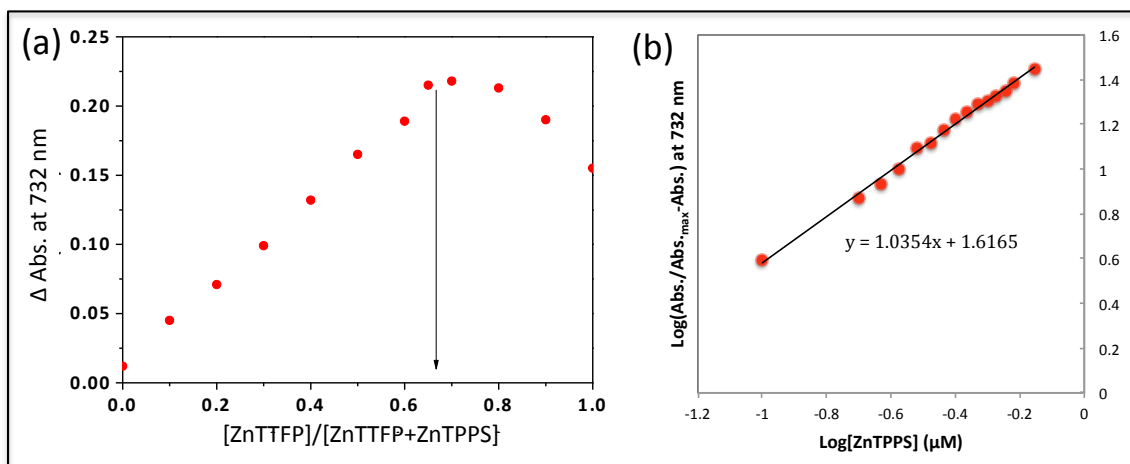 (a)
0.25
0.20
0.15
0.10
0.05
0.00
Δ Abs. at 732 nm
0.0 0.2 0.4 0.6 0.8 1.0
[ZnTTFP]/[ZnTTFP+ZnTPPS]
(b)
1.6
1.4
1.2
1
0.8
0.6
0.4
0.2
0
Log(Abs./Abs.max-Abs.) at 732 nm
y = 1.0354x + 1.6165
-1.2 -1 -0.8 -0.6 -0.4 -0.2 0
Log[ZnTPPS] (μM)